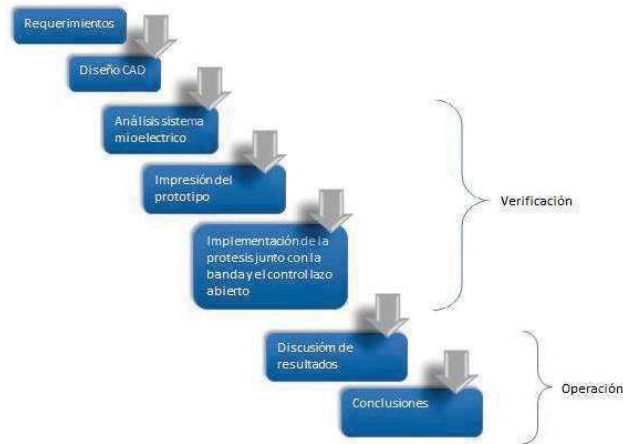 Requerimientos
Diseño CAD
Análisis sistema
mioelectrico
Impresión del
prototipo
Implementación de la
protesis junto con la
banda y el control lazo
abierto
Verificación
Discusióm de
resultados
Conclusiones
Operación